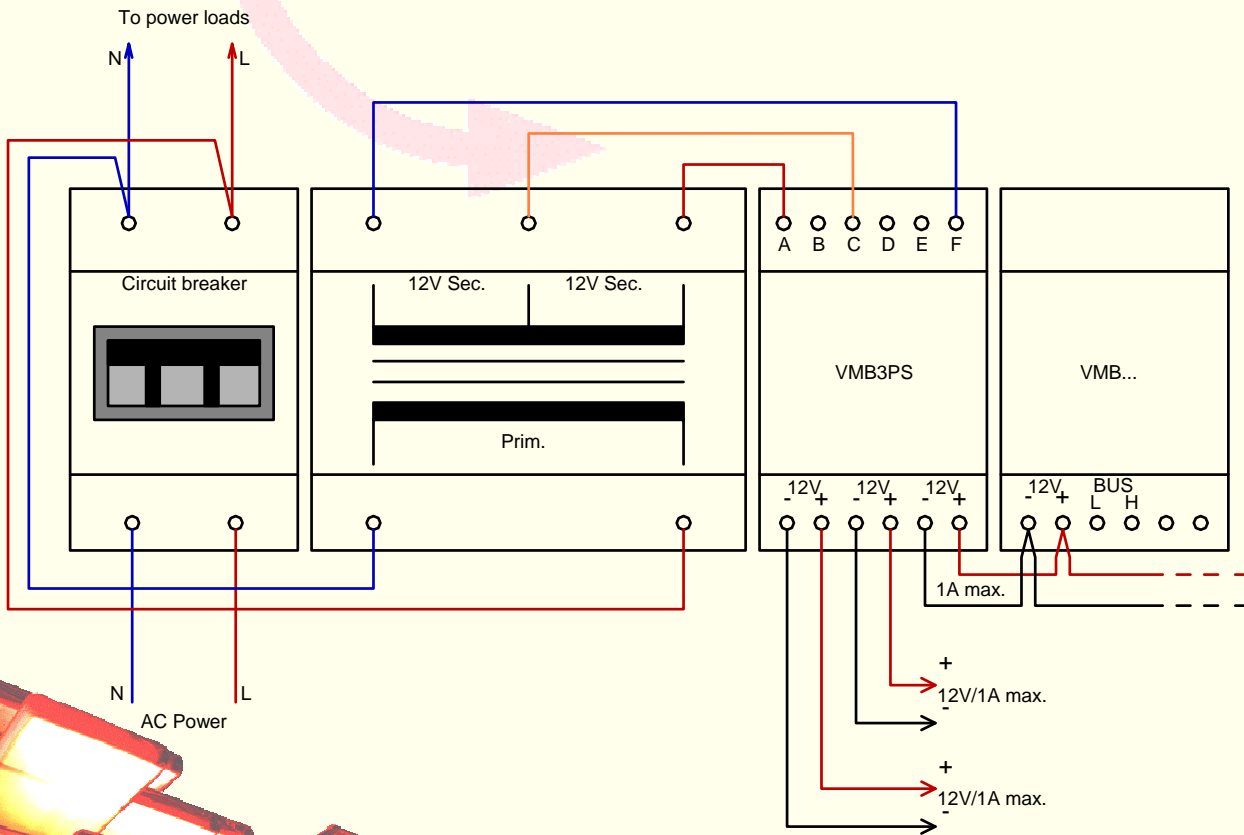 To power loads
N L
A B C D E F
Circuit breaker
12V Sec. 12V Sec.
VMB3PS
VMB...
Prim.
12V 12V 12V
- + - + - +
12V BUS
- + L H
1A max.
N L
AC Power
+
12V/1A max.
-
+
12V/1A max.
-